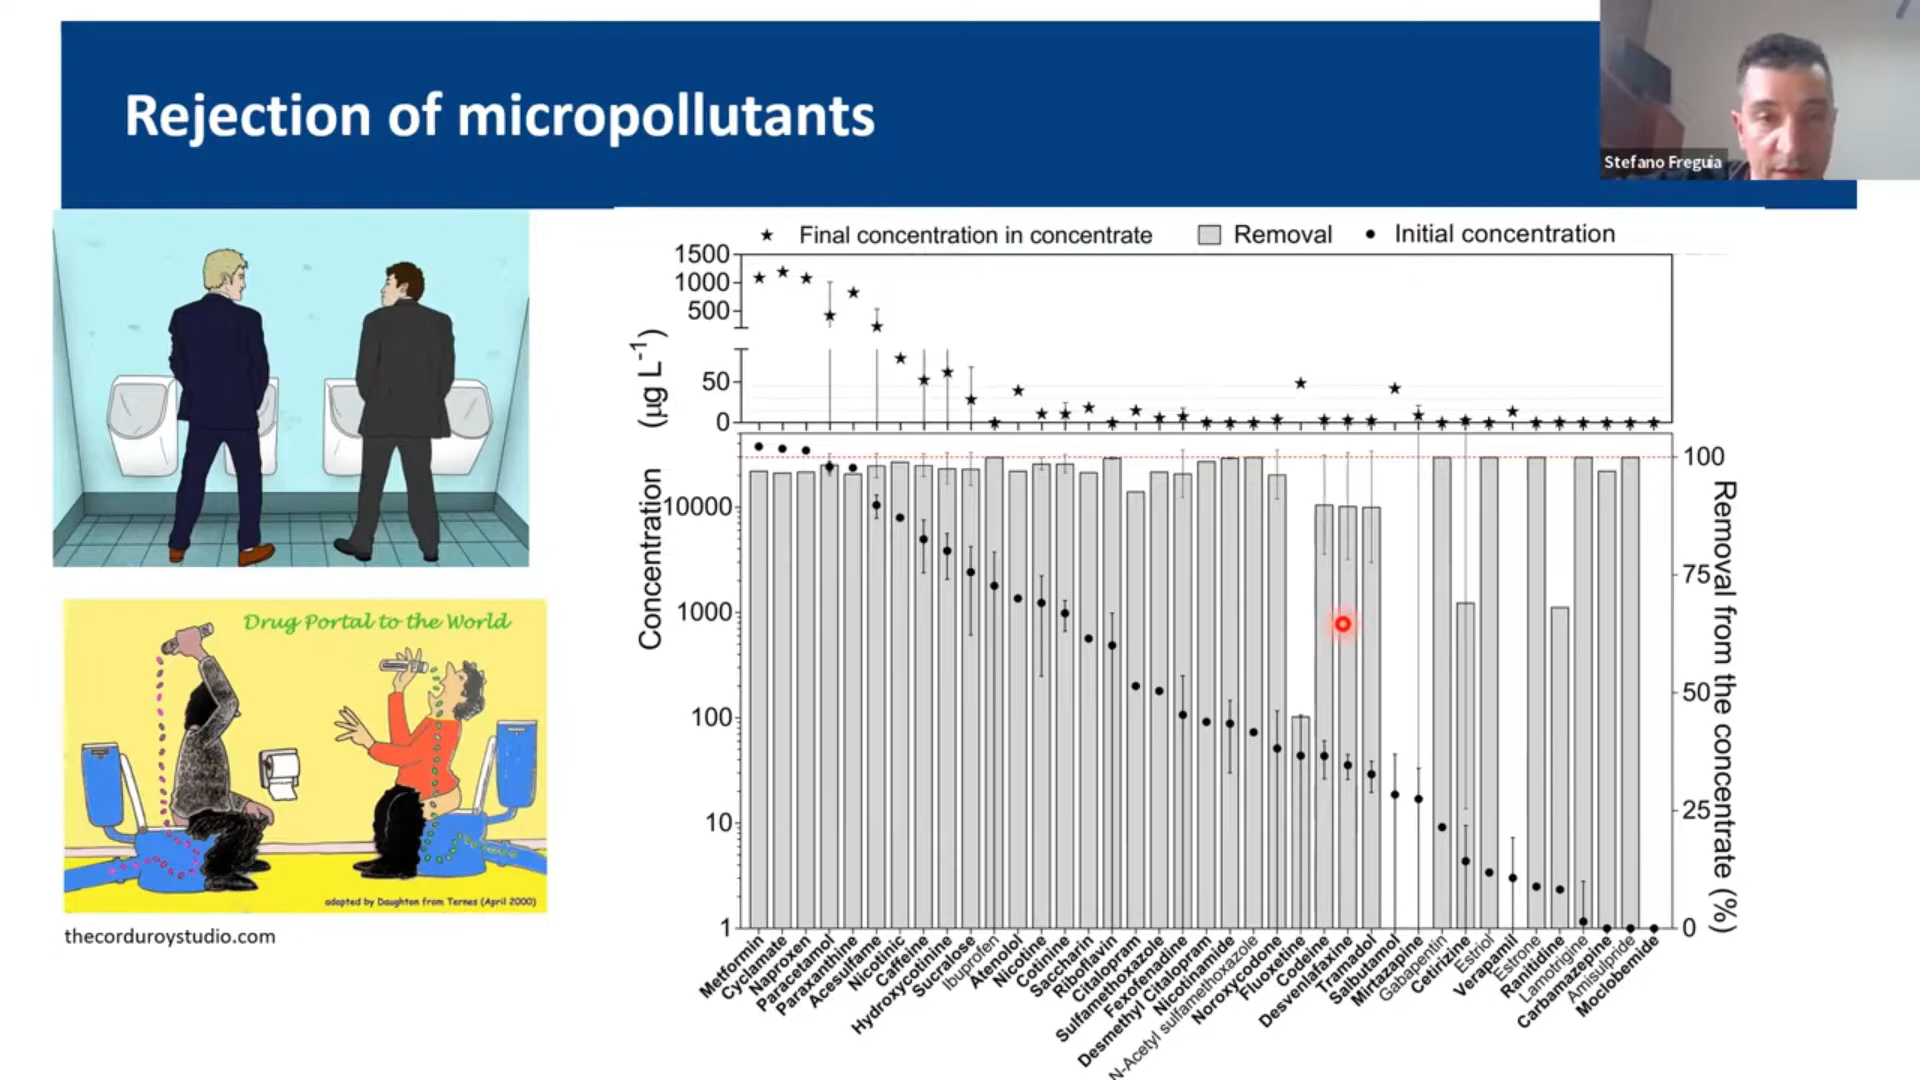 Rejection of micropollutants
Stefano Freguia
Drug Portal to the World
adapted by Daughton from Ternes (April 2000)
thecorduroystudio.com
Final concentration in concentrate
Removal
Initial concentration
1500
1000
500
50
0
10000
1000
100
10
1
Concentration (µg L-1)
100
75
50
25
0
Removal from the concentrate (%)
Metformin
Cyclamate
Naproxen
Paracetamol
Paraxanthine
Acesulfame
Nicotinic
Caffeine
Hydroxycotinine
Sucralose
Ibuprofen
Atenolol
Nicotine
Cotinine
Saccharin
Riboflavin
Citalopram
Sulfamethoxazole
Fexofenadine
Desmethyl Citalopram
Nicotinamide
N-Acetyl sulfamethoxazole
Noroxycodone
Fluoxetine
Codeine
Desvenlafaxine
Tramadol
Salbutamol
Mirtazapine
Gabapentin
Cetirizine
Estriol
Verapamil
Estrone
Ranitidine
Lamotrigine
Carbamazepine
Amisulpride
Moclobemide